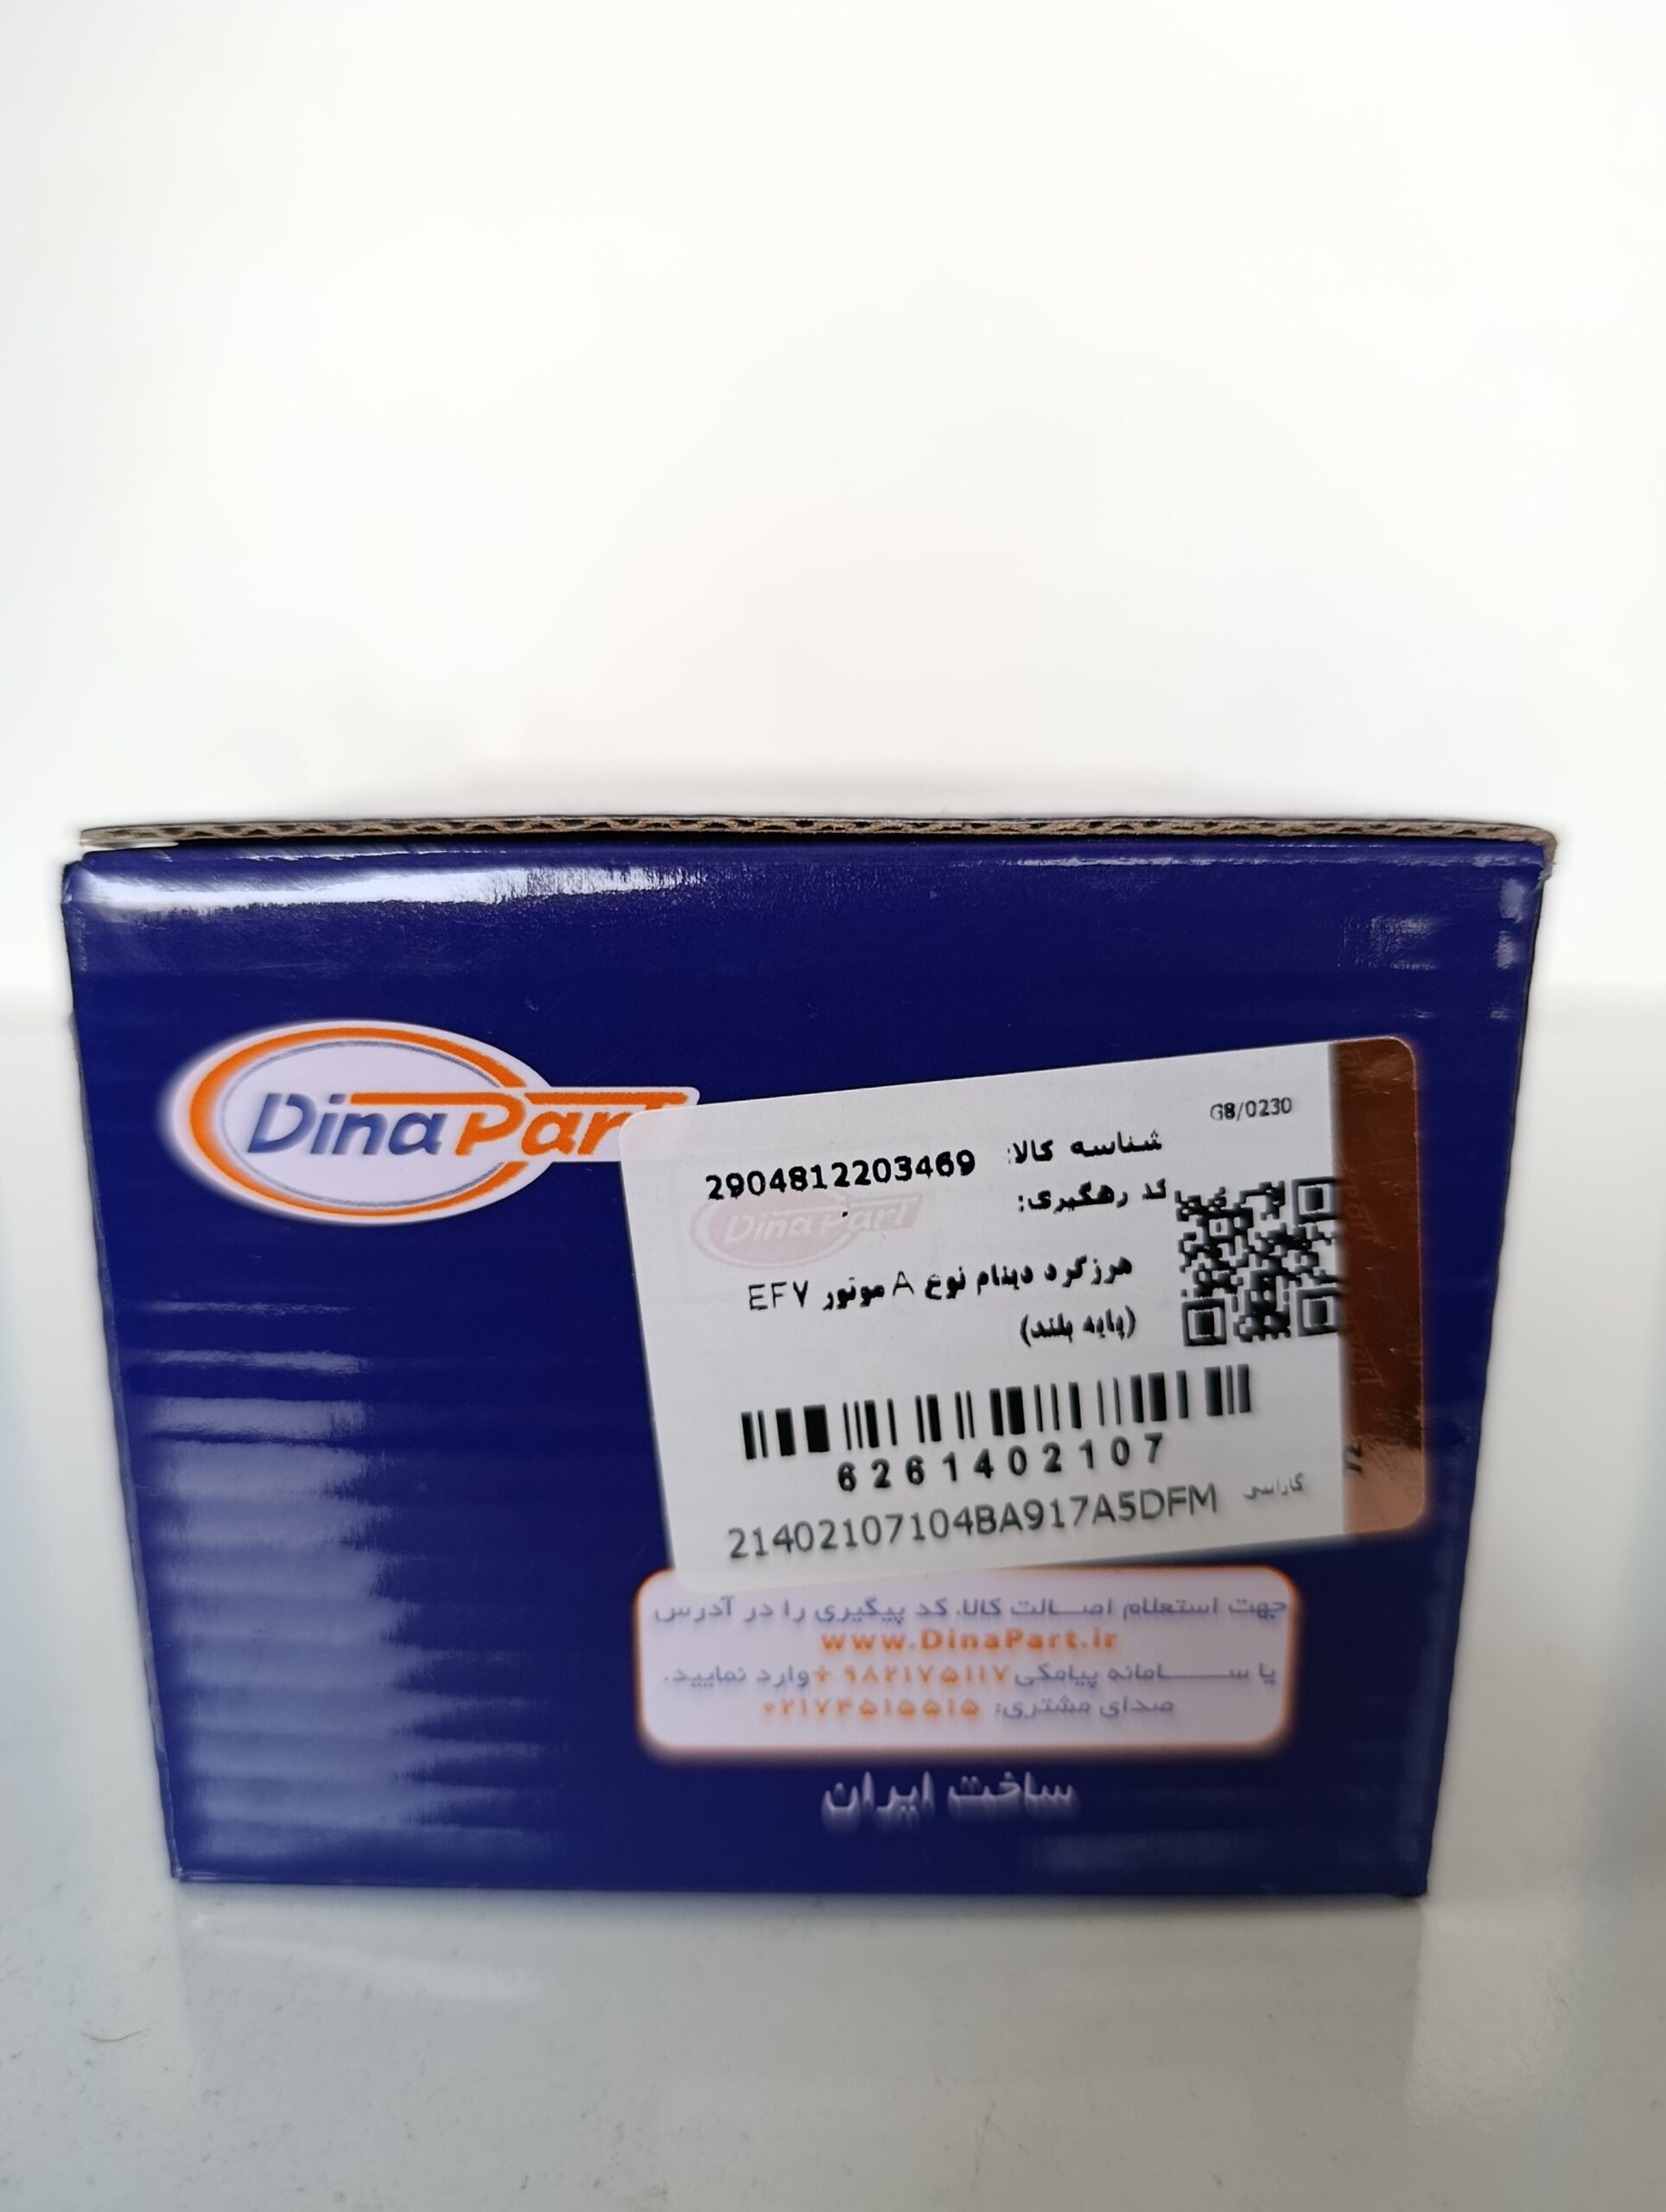 DinaPart
G8/0230
شناسه کالا: 2904812203469
کد رهگیری:
DinaPart
هرزگرد دینام نوع A موتور EF۷
(پایه بلند)
6261402107
21402107104BA917A5DFM گارانتی
جهت استعلام اصالت کالا، کد پیگیری را در آدرس
www.DinaPart.ir
یا سامانه پیامکی ۹۸۲۱۷۵۱۱۷+ وارد نمایید.
صدای مشتری: ۰۲۱۷۴۵۱۵۵۱۵
ساخت ایران